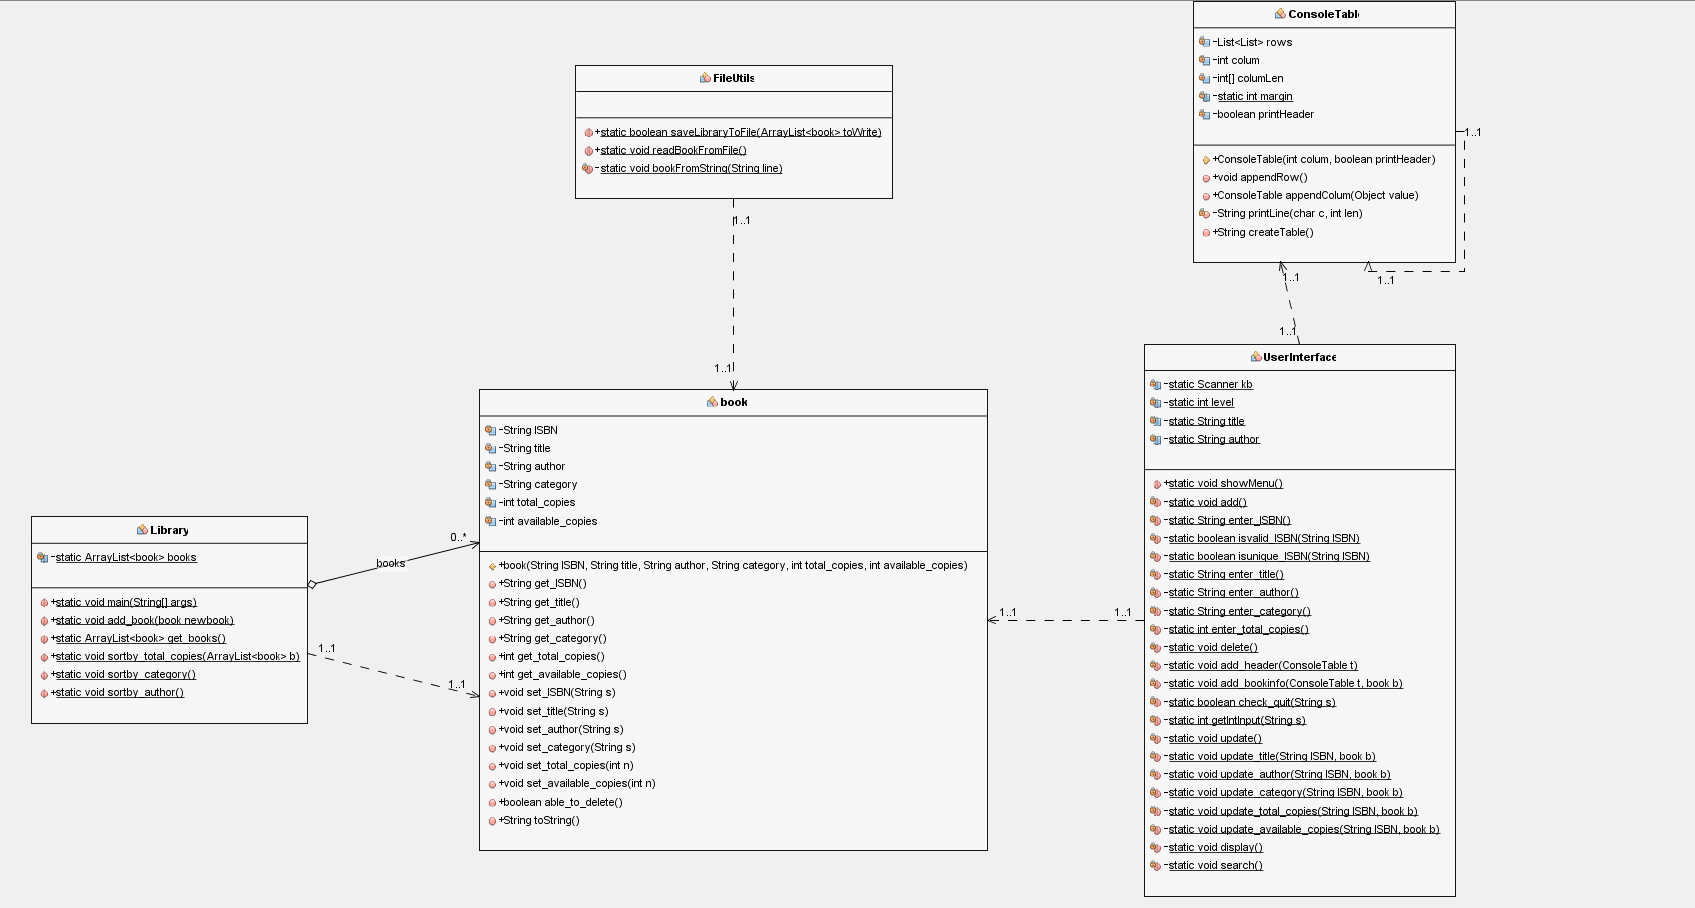 ConsoleTabl
-List<List> rows
-int colum
-int[] columLen
-static int margin
-boolean printHeader
+ConsoleTable(int colum, boolean printHeader)
+void appendRow()
+ConsoleTable appendColum(Object value)
-String printLine(char c, int len)
+String createTable()
1..1
1..1
1..1
1..1
FileUtils
+static boolean saveLibraryToFile(ArrayList<book> toWrite)
+static void readBookFromFile()
-static void bookFromString(String line)
1..1
1..1
book
-String ISBN
-String title
-String author
-String category
-int total_copies
-int available_copies
+book(String ISBN, String title, String author, String category, int total_copies, int available_copies)
+String get_ISBN()
+String get_title()
+String get_author()
+String get_category()
+int get_total_copies()
+int get_available_copies()
+void set_ISBN(String s)
+void set_title(String s)
+void set_author(String s)
+void set_category(String s)
+void set_total_copies(int n)
+void set_available_copies(int n)
+boolean able_to_delete()
+String toString()
Library
-static ArrayList<book> books
+static void main(String[] args)
+static void add_book(book newbook)
+static ArrayList<book> get_books()
+static void sortby_total_copies(ArrayList<book> b)
+static void sortby_category()
+static void sortby_author()
0..*
books
1..1
1..1
1..1
1..1
UserInterface
-static Scanner kb
-static int level
-static String title
-static String author
+static void showMenu()
-static void add()
-static String enter_ISBN()
-static boolean isvalid_ISBN(String ISBN)
-static boolean isunique_ISBN(String ISBN)
-static String enter_title()
-static String enter_author()
-static String enter_category()
-static int enter_total_copies()
-static void delete()
-static void add_header(ConsoleTable t)
-static void add_bookinfo(ConsoleTable t, book b)
-static boolean check_quit(String s)
-static int getIntInput(String s)
-static void update()
-static void update_title(String ISBN, book b)
-static void update_author(String ISBN, book b)
-static void update_category(String ISBN, book b)
-static void update_total_copies(String ISBN, book b)
-static void update_available_copies(String ISBN, book b)
-static void display()
-static void search()